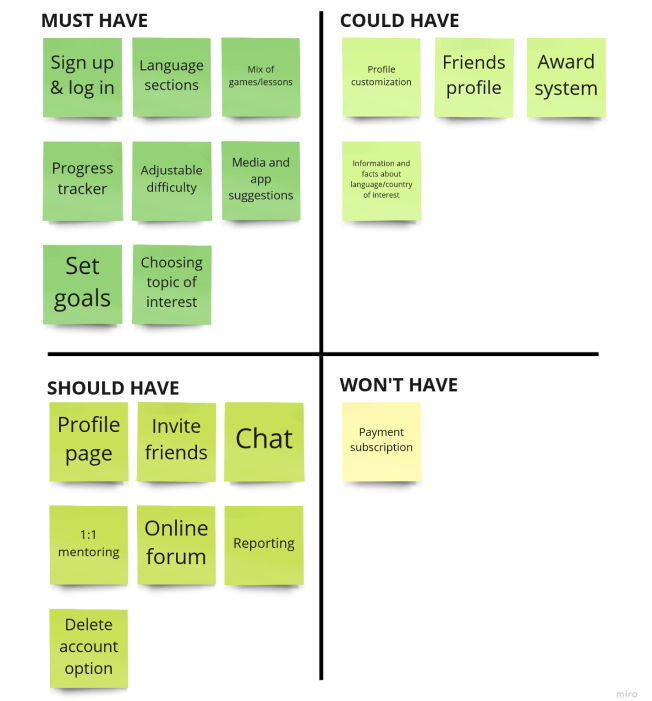 MUST HAVE
Sign up
& log in
Language
sections
Mix of
games/lessons
Progress
tracker
Adjustable
difficulty
Media and
app
suggestions
Set
goals
Choosing
topic of
interest
COULD HAVE
Profile
customization
Friends
profile
Award
system
Information and
facts about
language/country
of interest
SHOULD HAVE
Profile
page
Invite
friends
Chat
1:1
mentoring
Online
forum
Reporting
Delete
account
option
WON'T HAVE
Payment
subscription
miro